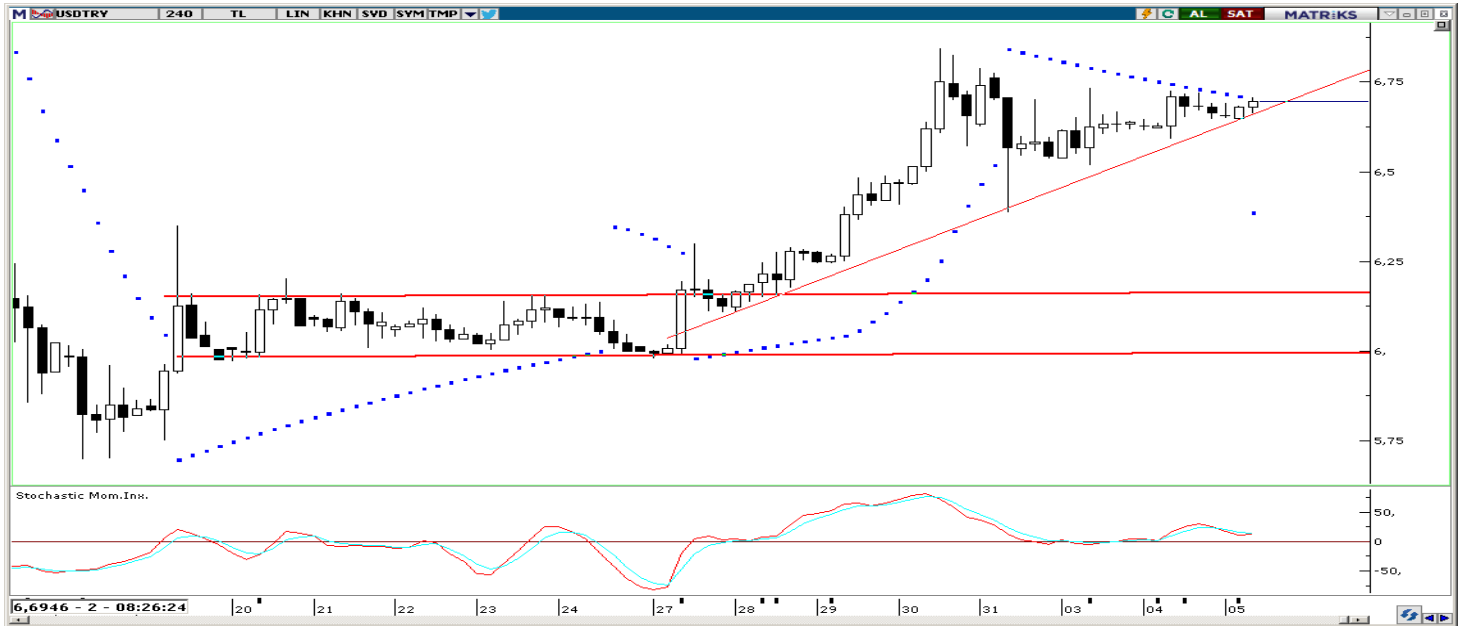 M USDTRY 240 TL LIN KHN SVD SYM TMP C AL SAT MATRİKS
6,75
6,5
6,25
6,
5,75
Stochastic Mom.Inx.
50,
0
-50,
6,6946 - 2 - 08:26:24 20 21 22 23 24 27 28 29 30 31 03 04 05